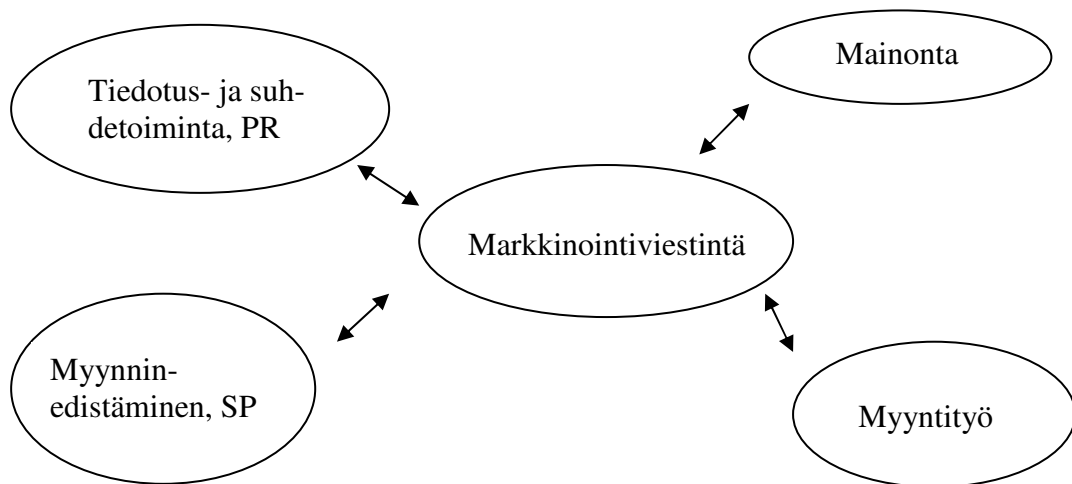 Tiedotus- ja suh-
detoiminta, PR
Mainonta
Markkinointiviestintä
Myynnin-
edistäminen, SP
Myyntityö